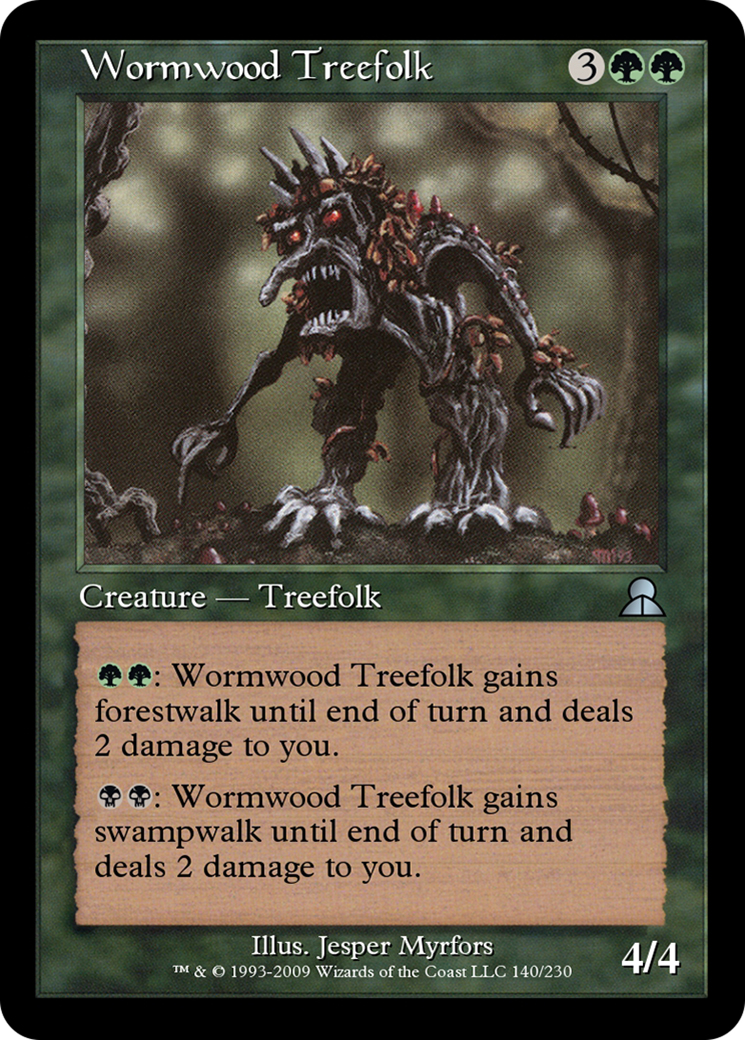 Wormwood Treefolk 3
Creature — Treefolk
: Wormwood Treefolk gains
forestwalk until end of turn and deals
2 damage to you.
: Wormwood Treefolk gains
swampwalk until end of turn and
deals 2 damage to you.
Illus. Jesper Myrfors
™ & © 1993-2009 Wizards of the Coast LLC 140/230
4/4